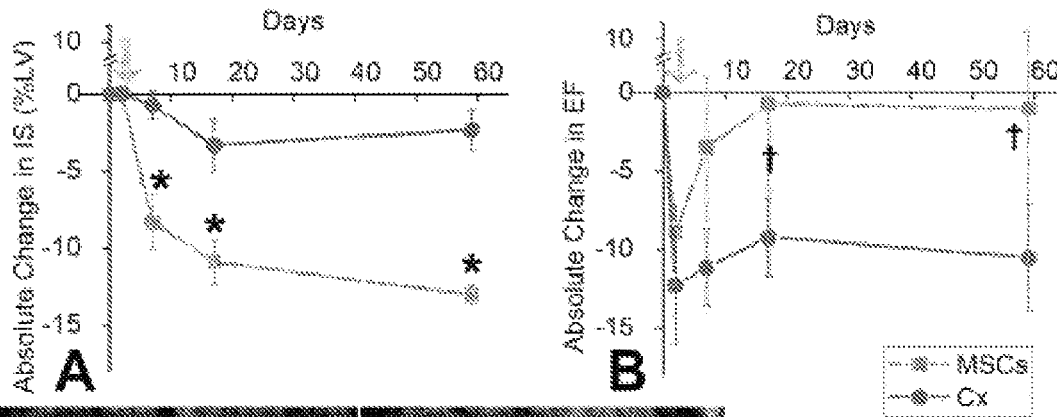 Days
Absolute Change in IS (%LV)
10
0
-5
-10
-15
10 20 30 40 50 60
*
*
*
A
Days
Absolute Change in EF
10
0
-5
-10
-15
10 20 30 40 50 60
†
†
B
MSCs
Cx